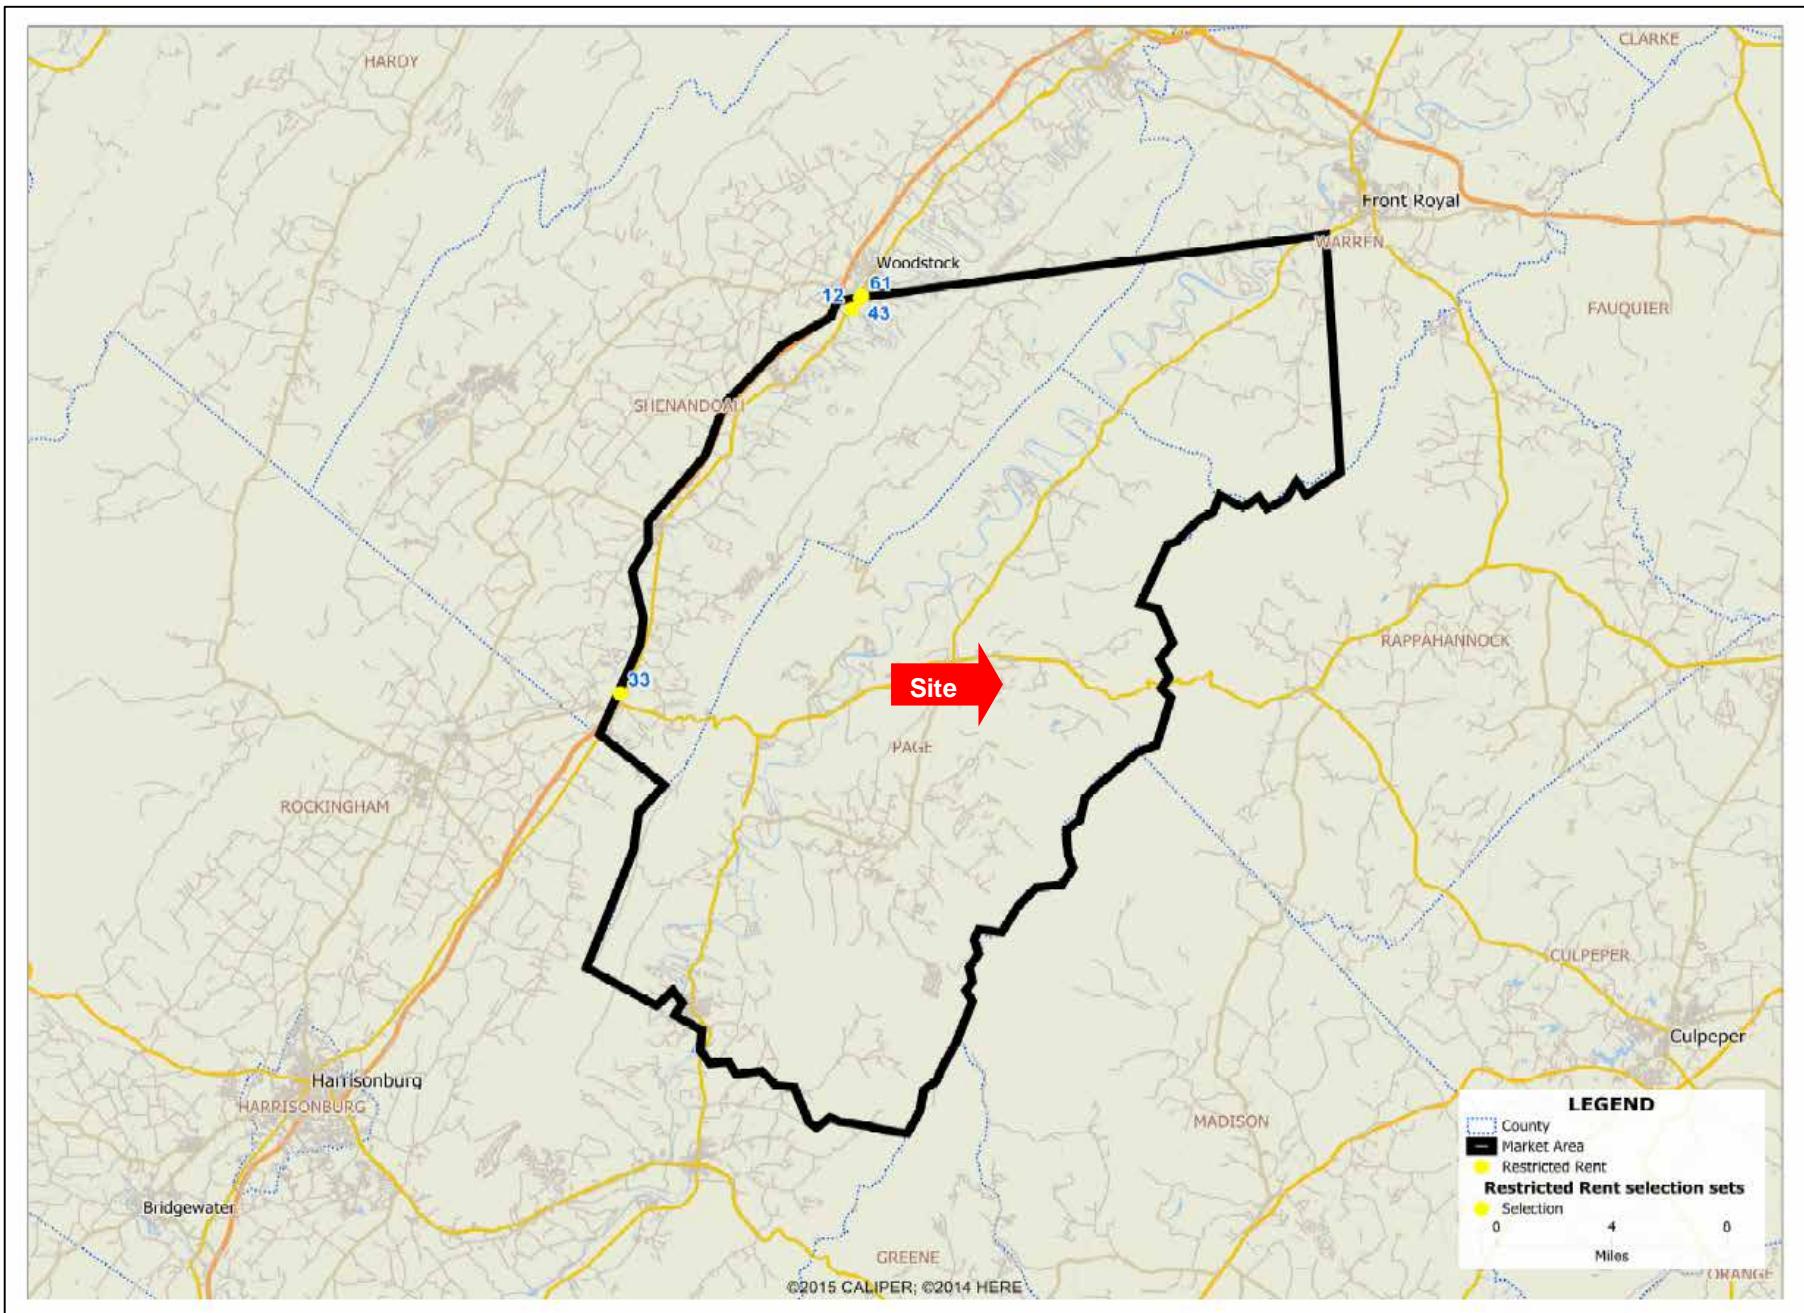 CLARKE
HARDY
Front Royal
WARREN
Woodstock
61
12
43
FAUQUIER
SHENANDOAH
RAPPAHANNOCK
33
Site
PAGE
ROCKINGHAM
CULPEPER
Culpeper
Harrisonburg
HARRISONBURG
MADISON
Bridgewater
GREENE
ORANGE
LEGEND
County
Market Area
Restricted Rent
Restricted Rent selection sets
Selection
0 4 8
Miles
©2015 CALIPER; ©2014 HERE